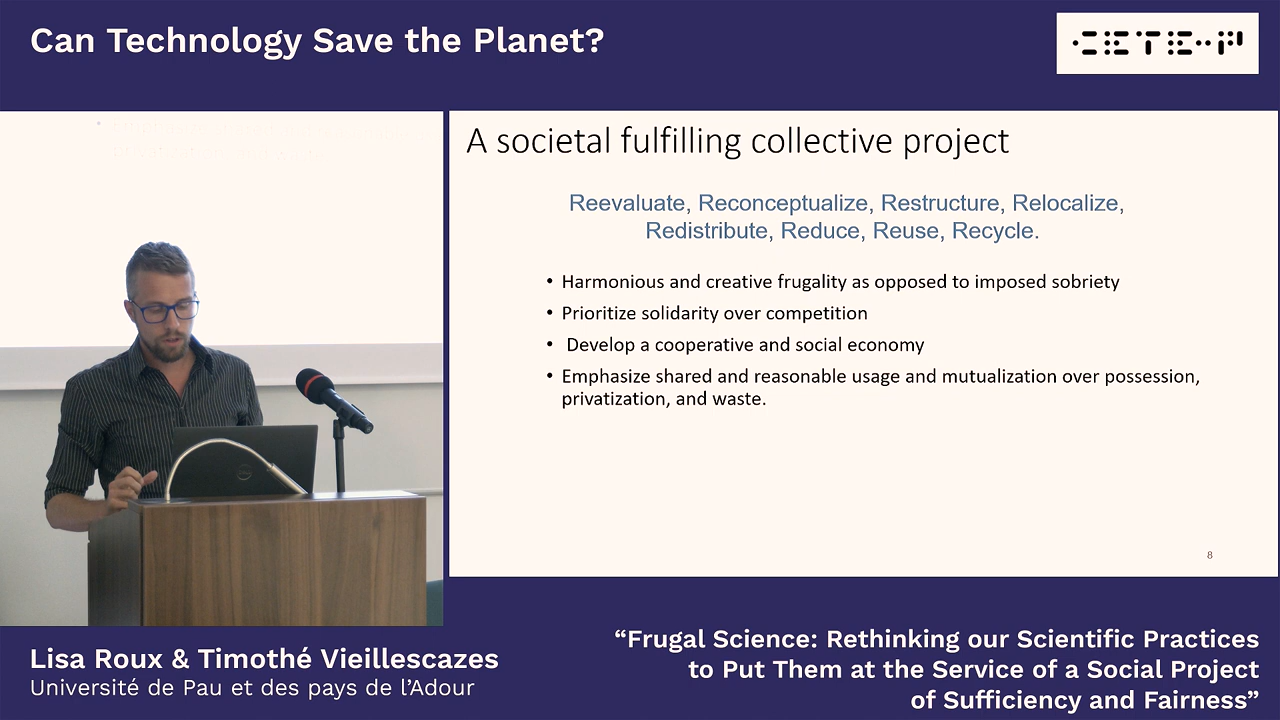 Can Technology Save the Planet?
CETE-P
A societal fulfilling collective project
Reevaluate, Reconceptualize, Restructure, Relocalize,
Redistribute, Reduce, Reuse, Recycle.
• Harmonious and creative frugality as opposed to imposed sobriety
• Prioritize solidarity over competition
• Develop a cooperative and social economy
• Emphasize shared and reasonable usage and mutualization over possession,
privatization, and waste.
8
Lisa Roux & Timothé Vieillescazes
Université de Pau et des pays de l’Adour
“Frugal Science: Rethinking our Scientific Practices
to Put Them at the Service of a Social Project
of Sufficiency and Fairness”